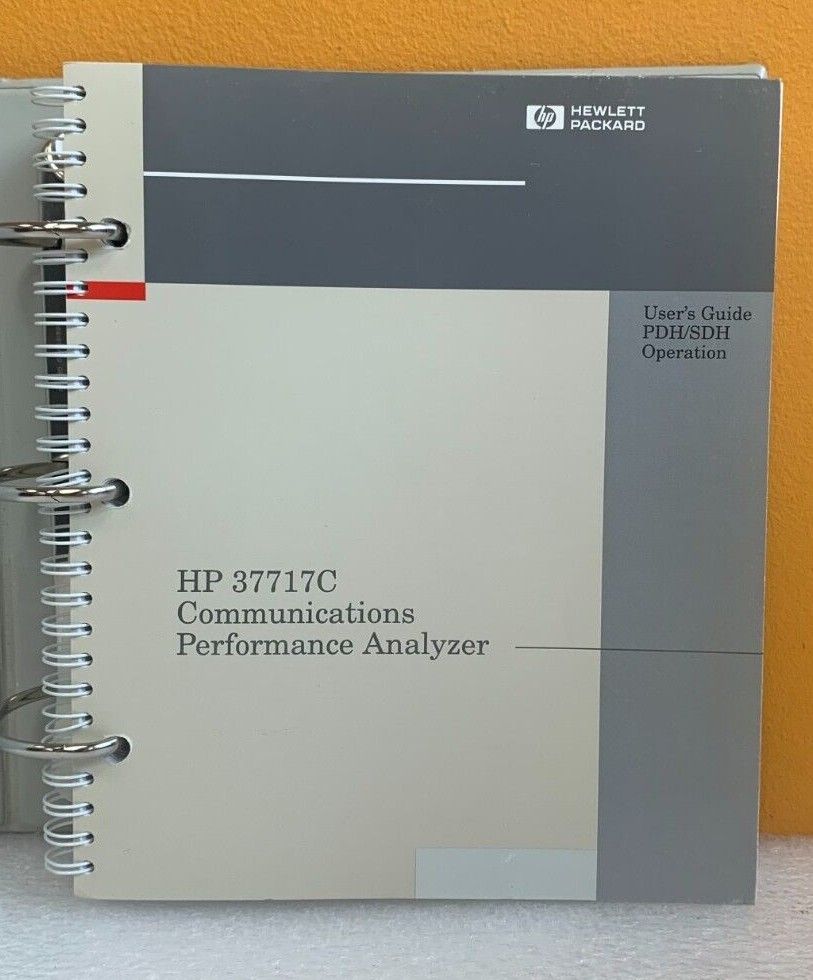 hp HEWLETT
PACKARD
User's Guide
PDH/SDH
Operation
HP 37717C
Communications
Performance Analyzer